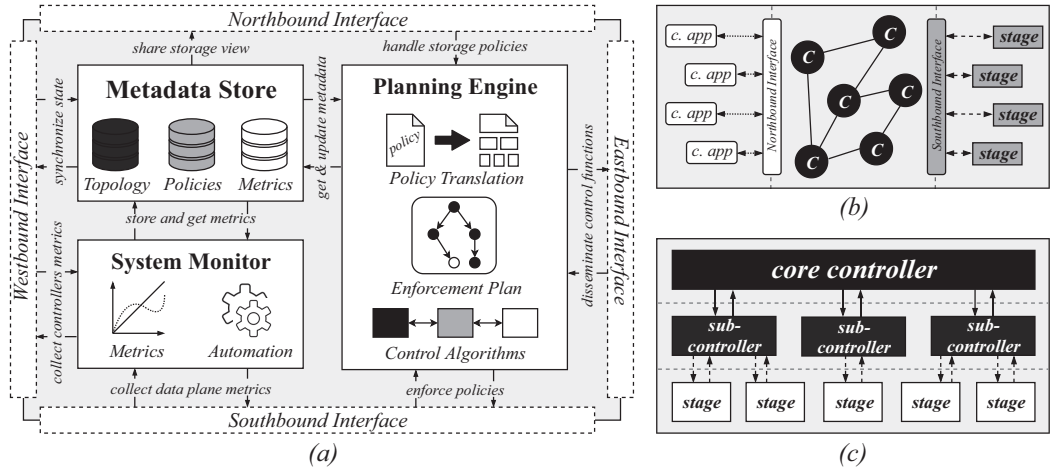 Northbound Interface
share storage view
handle storage policies
Westbound Interface
synchronize state
Metadata Store
Topology
Policies
Metrics
get & update metadata
Planning Engine
policy
Policy Translation
Enforcement Plan
Control Algorithms
disseminate control functions
Eastbound Interface
store and get metrics
collect controllers metrics
System Monitor
Metrics
Automation
collect data plane metrics
enforce policies
Southbound Interface
(a)
c. app
c. app
c. app
c. app
Northbound Interface
C
C
C
C
C
C
Southbound Interface
stage
stage
stage
stage
(b)
core controller
sub-
controller
sub-
controller
sub-
controller
stage
stage
stage
stage
stage
(c)